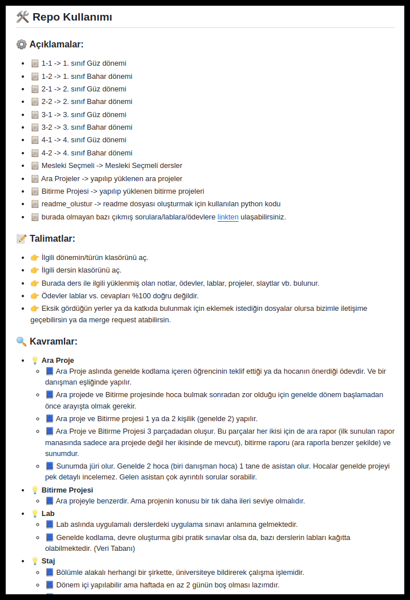 🛠 Repo Kullanımı
⚙ Açıklamalar:
1-1 -> 1. sınıf Güz dönemi
1-2 -> 1. sınıf Bahar dönemi
2-1 -> 2. sınıf Güz dönemi
2-2 -> 2. sınıf Bahar dönemi
3-1 -> 3. sınıf Güz dönemi
3-2 -> 3. sınıf Bahar dönemi
4-1 -> 4. sınıf Güz dönemi
4-2 -> 4. sınıf Bahar dönemi
Mesleki Seçmeli -> Mesleki Seçmeli dersler
Ara Projeler -> yapılıp yüklenen ara projeler
Bitirme Projesi -> yapılıp yüklenen bitirme projeleri
readme_olustur -> readme dosyası oluşturmak için kullanılan python kodu
burada olmayan bazı çıkmış sorulara/lablara/ödevlere linkten ulaşabilirsiniz.
📝 Talimatlar:
👉 İlgili dönemin/türün klasörünü aç.
👉 İlgili dersin klasörünü aç.
👉 Burada ders ile ilgili yüklenmiş olan notlar, ödevler, lablar, projeler, slaytlar vb. bulunur.
👉 Ödevler lablar vs. cevapları %100 doğru değildir.
👉 Eksik gördüğün yerler ya da katkıda bulunmak için eklemek istediğin dosyalar olursa bizimle iletişime
geçebilirsin ya da merge request atabilirsin.
🔍 Kavramlar:
💡 Ara Proje
📘 Ara Proje aslında genelde kodlama içeren öğrencinin teklif ettiği ya da hocanın önerdiği ödevdir. Ve bir
danışman eşliğinde yapılır.
📘 Ara projede ve Bitirme projesinde hoca bulmak sonradan zor olduğu için genelde dönem başlamadan
önce arayışta olmak gerekir.
📘 Ara proje ve Bitirme projesi 1 ya da 2 kişilik (genelde 2) yapılır.
📘 Ara Proje ve Bitirme Projesi 3 parçadadan oluşur. Bu parçalar her ikisi için de ara rapor (ilk sunulan rapor
manasında sadece ara projede değil her ikisinde de mevcut), bitirme raporu (ara raporla benzer şekilde) ve
sunumdur.
📘 Sunumda jüri olur. Genelde 2 hoca (biri danışman hoca) 1 tane de asistan olur. Hocalar genelde projeyi
pek detaylı incelemez. Gelen asistan çok ayrıntılı sorular sorabilir.
💡 Bitirme Projesi
📘 Ara projeyle benzerdir. Ama projenin konusu bir tık daha ileri seviye olmalıdır.
💡 Lab
📘 Lab aslında uygulamalı derslerdeki uygulama sınavı anlamına gelmektedir.
📘 Genelde kodlama, devre oluşturma gibi pratik sınavlar olsa da, bazı derslerin labları kağıtta
olabilmektedir. (Veri Tabanı)
💡 Staj
📘 Bölümle alakalı herhangi bir şirkette, üniversiteye bildirerek çalışma işlemidir.
📘 Dönem içi yapılabilir ama haftada en az 2 günün boş olması lazımdır.